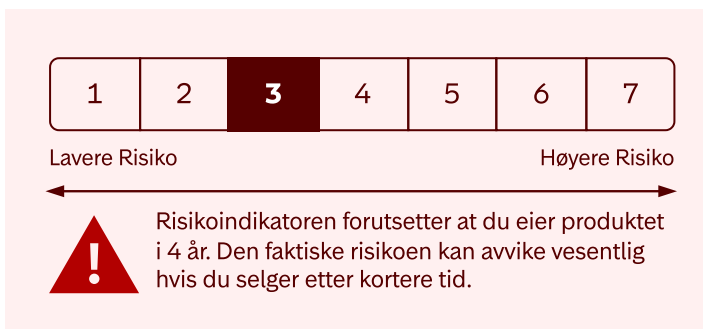 1 2 3 4 5 6 7
Lavere Risiko Høyere Risiko
!
Risikoindikatoren forutsetter at du eier produktet
i 4 år. Den faktiske risikoen kan avvike vesentlig
hvis du selger etter kortere tid.